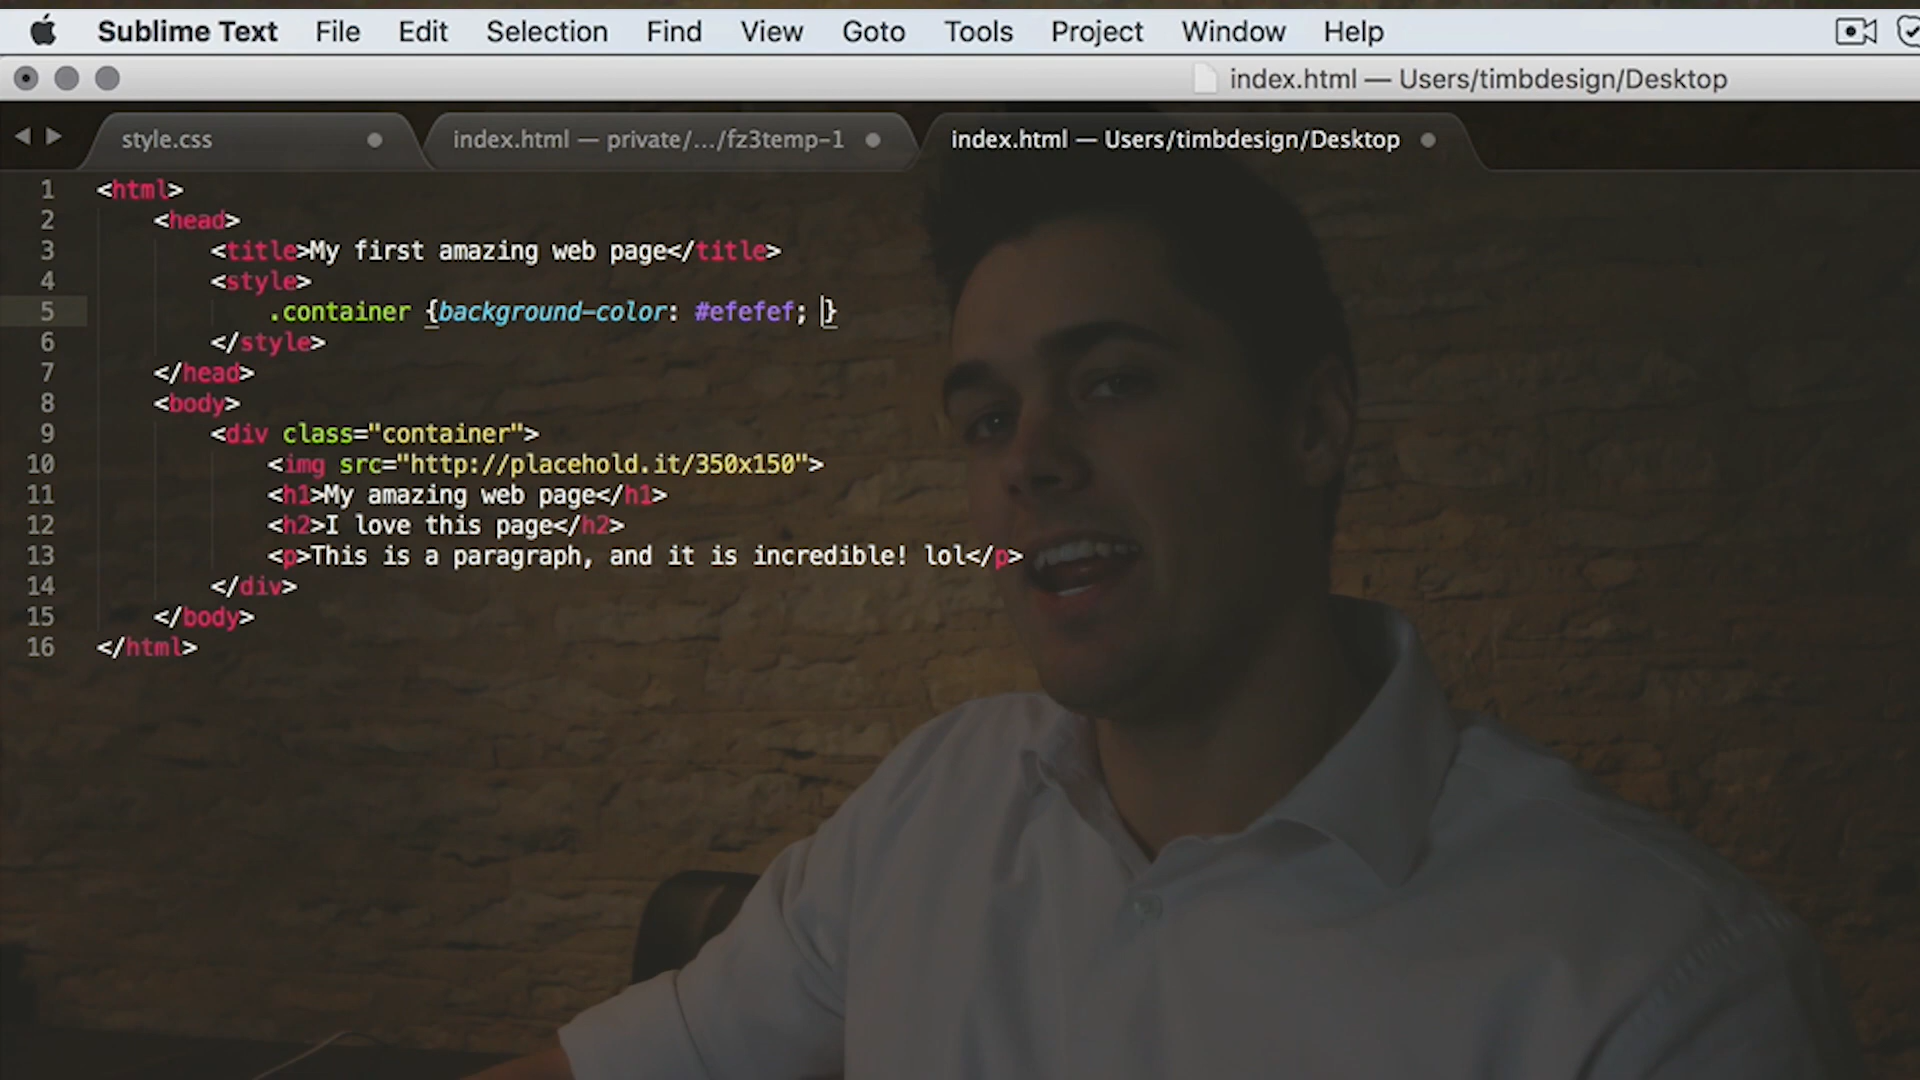 Sublime Text File Edit Selection Find View Goto Tools Project Window Help
index.html — Users/timbdesign/Desktop
style.css index.html — private/.../fz3temp-1 index.html — Users/timbdesign/Desktop
1 <html>
2 <head>
3 <title>My first amazing web page</title>
4 <style>
5 .container {background-color: #efefef; }
6 </style>
7 </head>
8 <body>
9 <div class="container">
10 <img src="http://placehold.it/350x150">
11 <h1>My amazing web page</h1>
12 <h2>I love this page</h2>
13 <p>This is a paragraph, and it is incredible! lol</p>
14 </div>
15 </body>
16 </html>